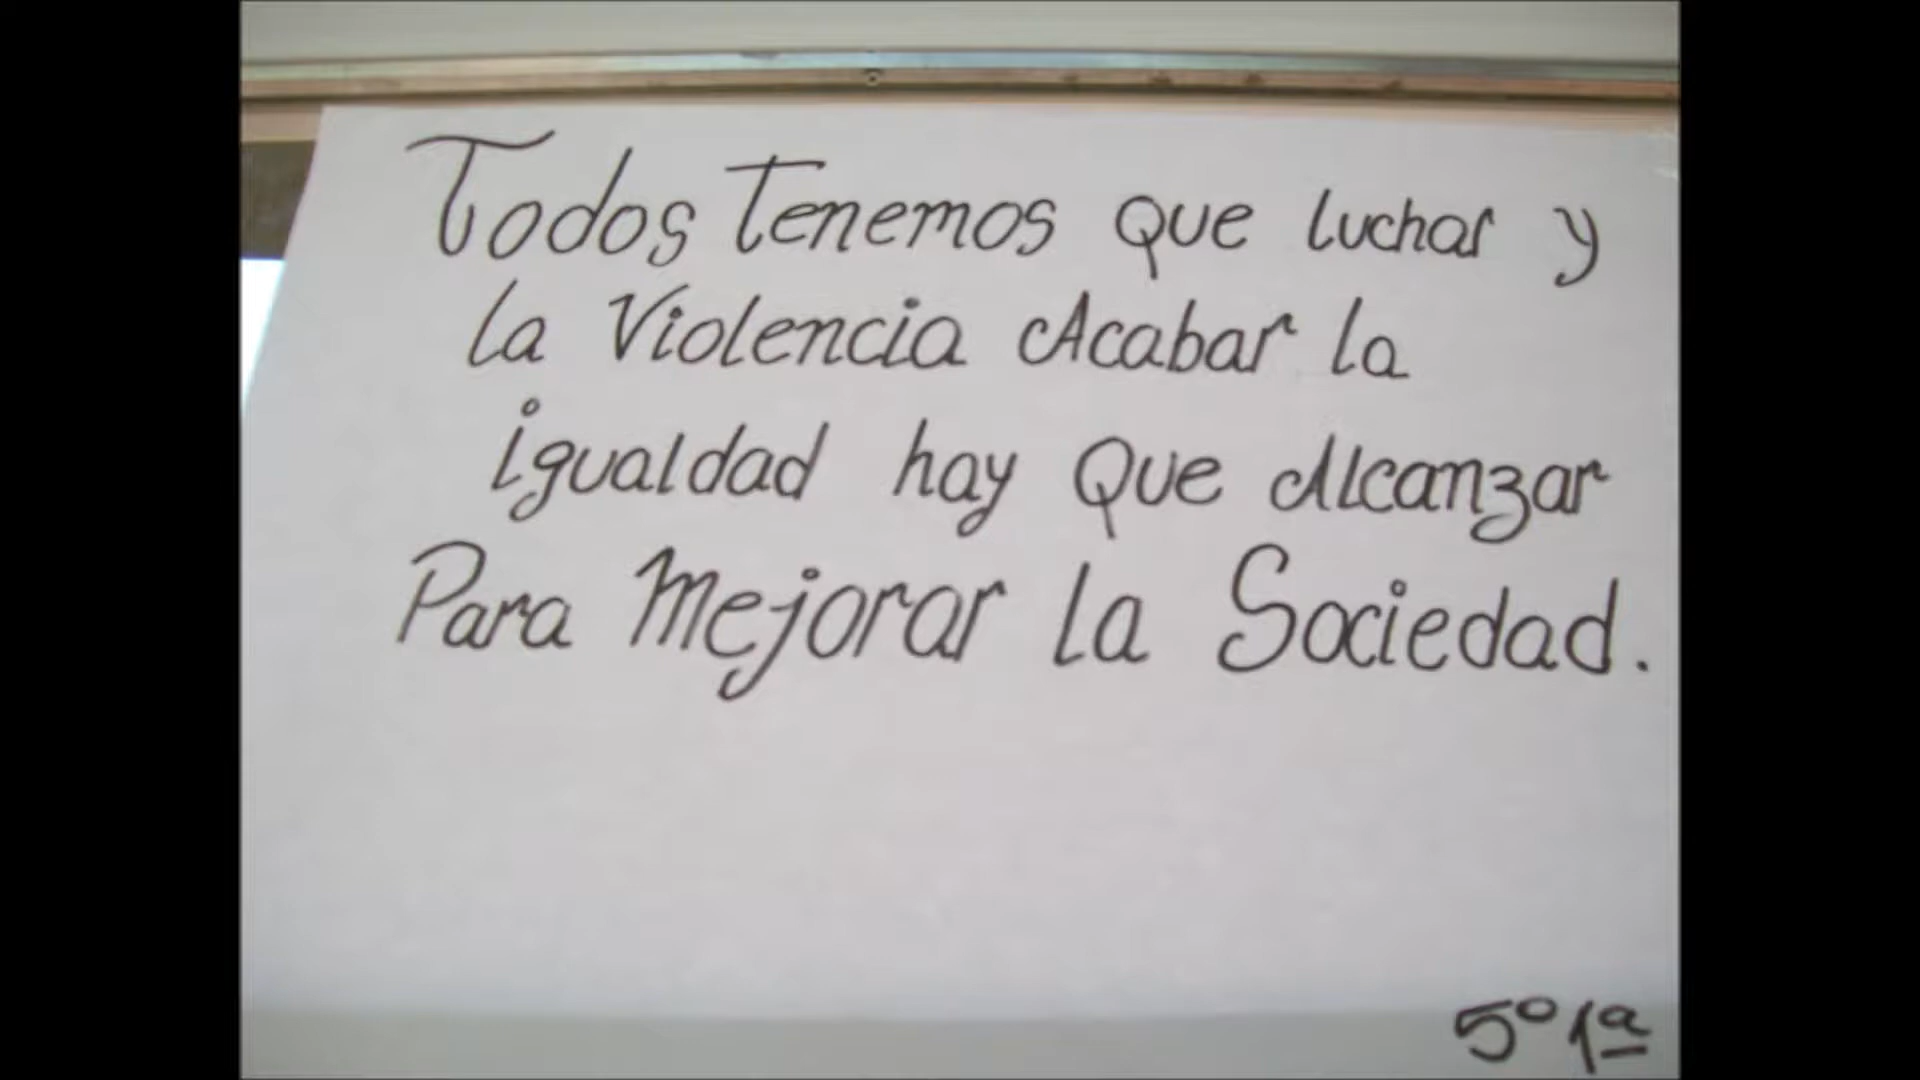 Todos Tenemos que luchar y
la Violencia Acabar la
igualdad hay Que Alcanzar
Para Mejorar la Sociedad.
5º 1ª